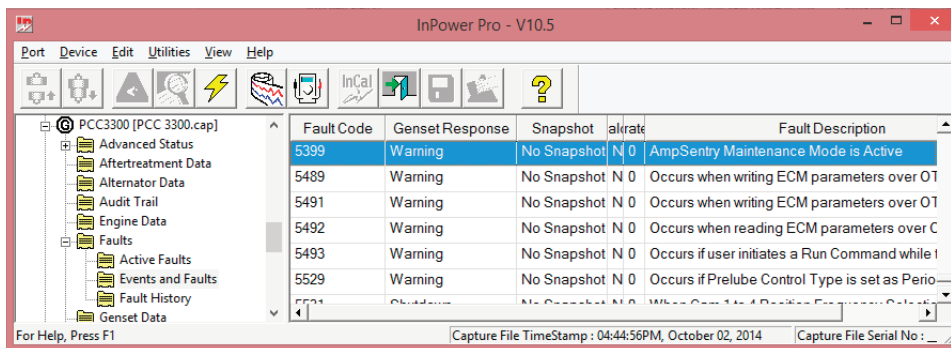 InPower Pro - V10.5
Port Device Edit Utilities View Help
InCal
PCC3300 [PCC 3300.cap]
Advanced Status
Aftertreatment Data
Alternator Data
Audit Trail
Engine Data
Faults
Active Faults
Events and Faults
Fault History
Genset Data
Fault Code Genset Response Snapshot Fault Description
5399 Warning No Snapshot N 0 AmpSentry Maintenance Mode is Active
5489 Warning No Snapshot N 0 Occurs when writing ECM parameters over OT
5491 Warning No Snapshot N 0 Occurs when writing ECM parameters over OT
5492 Warning No Snapshot N 0 Occurs when reading ECM parameters over
5493 Warning No Snapshot N 0 Occurs if user initiates a Run Command while
5529 Warning No Snapshot N 0 Occurs if Prelube Control Type is set as Perio
For Help, Press F1 Capture File TimeStamp : 04:44:56PM, October 02, 2014 Capture File Serial No : __